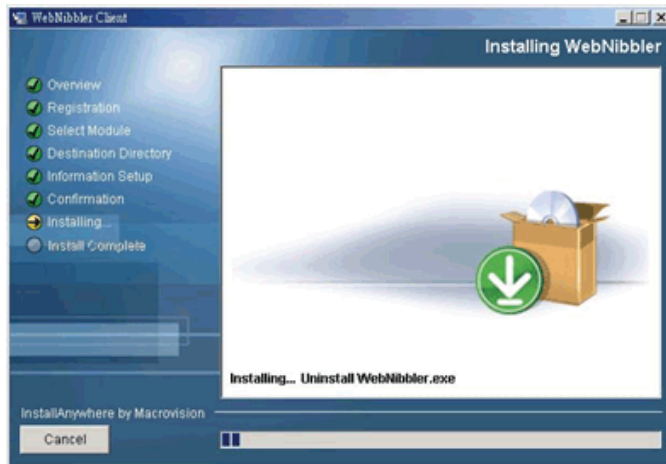 WebNibbler Client
Installing WebNibbler
Overview
Registration
Select Module
Destination Directory
Information Setup
Confirmation
Installing...
Install Complete
Installing... Uninstall WebNibbler.exe
InstallAnywhere by Macrovision
Cancel